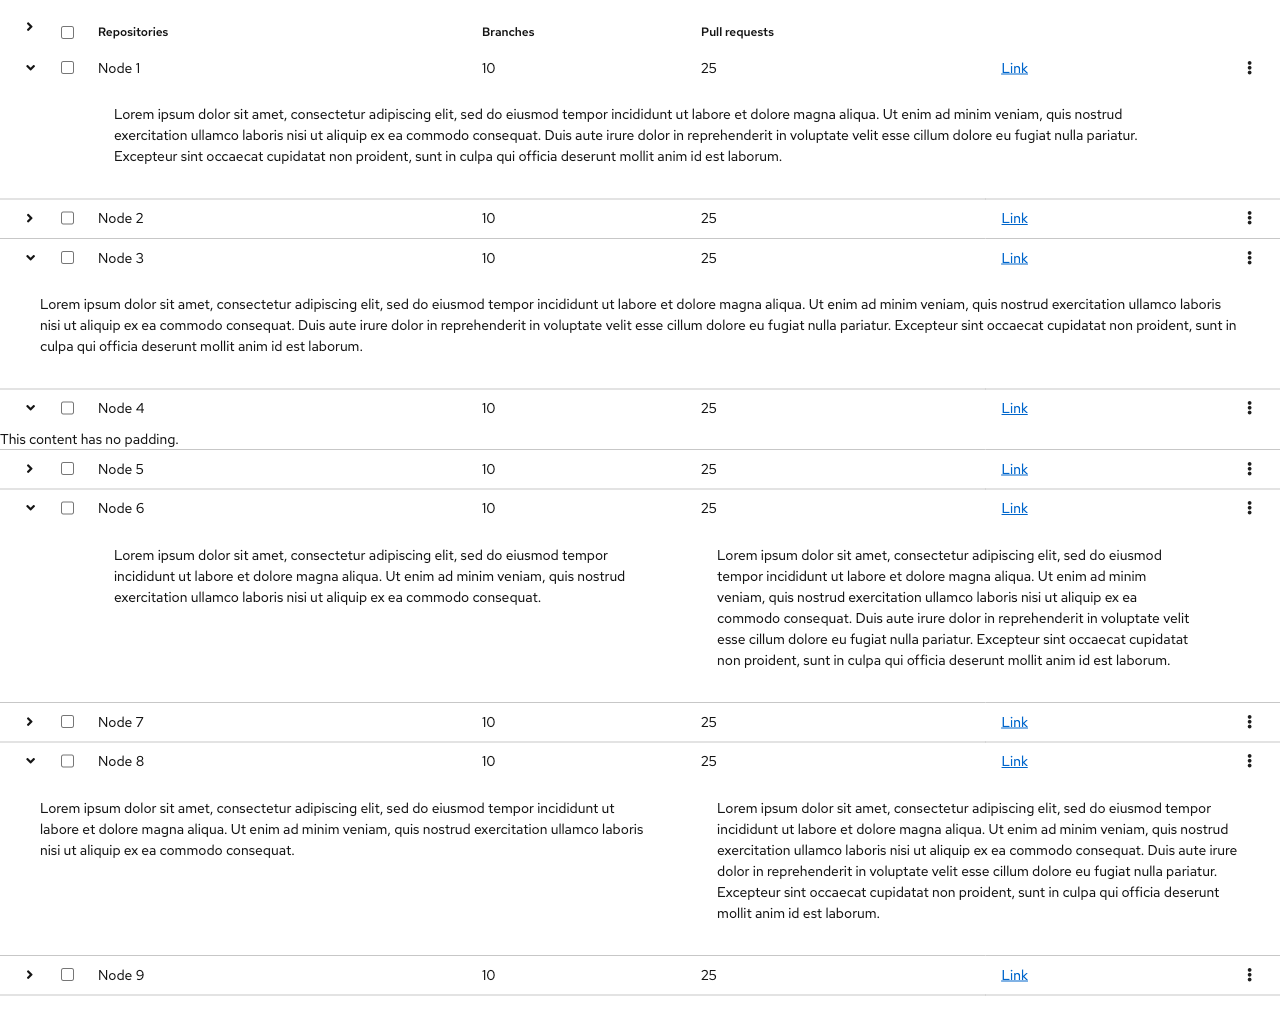 Repositories Branches Pull requests
Node 1 10 25 Link
Lorem ipsum dolor sit amet, consectetur adipiscing elit, sed do eiusmod tempor incididunt ut labore et dolore magna aliqua. Ut enim ad minim veniam, quis nostrud
exercitation ullamco laboris nisi ut aliquip ex ea commodo consequat. Duis aute irure dolor in reprehenderit in voluptate velit esse cillum dolore eu fugiat nulla pariatur.
Excepteur sint occaecat cupidatat non proident, sunt in culpa qui officia deserunt mollit anim id est laborum.
Node 2 10 25 Link
Node 3 10 25 Link
Lorem ipsum dolor sit amet, consectetur adipiscing elit, sed do eiusmod tempor incididunt ut labore et dolore magna aliqua. Ut enim ad minim veniam, quis nostrud exercitation ullamco laboris
nisi ut aliquip ex ea commodo consequat. Duis aute irure dolor in reprehenderit in voluptate velit esse cillum dolore eu fugiat nulla pariatur. Excepteur sint occaecat cupidatat non proident, sunt in
culpa qui officia deserunt mollit anim id est laborum.
Node 4 10 25 Link
This content has no padding.
Node 5 10 25 Link
Node 6 10 25 Link
Lorem ipsum dolor sit amet, consectetur adipiscing elit, sed do eiusmod tempor
incididunt ut labore et dolore magna aliqua. Ut enim ad minim veniam, quis nostrud
exercitation ullamco laboris nisi ut aliquip ex ea commodo consequat.
Lorem ipsum dolor sit amet, consectetur adipiscing elit, sed do eiusmod
tempor incididunt ut labore et dolore magna aliqua. Ut enim ad minim
veniam, quis nostrud exercitation ullamco laboris nisi ut aliquip ex ea
commodo consequat. Duis aute irure dolor in reprehenderit in voluptate velit
esse cillum dolore eu fugiat nulla pariatur. Excepteur sint occaecat cupidatat
non proident, sunt in culpa qui officia deserunt mollit anim id est laborum.
Node 7 10 25 Link
Node 8 10 25 Link
Lorem ipsum dolor sit amet, consectetur adipiscing elit, sed do eiusmod tempor incididunt ut
labore et dolore magna aliqua. Ut enim ad minim veniam, quis nostrud exercitation ullamco laboris
nisi ut aliquip ex ea commodo consequat.
Lorem ipsum dolor sit amet, consectetur adipiscing elit, sed do eiusmod tempor
incididunt ut labore et dolore magna aliqua. Ut enim ad minim veniam, quis nostrud
exercitation ullamco laboris nisi ut aliquip ex ea commodo consequat. Duis aute irure
dolor in reprehenderit in voluptate velit esse cillum dolore eu fugiat nulla pariatur.
Excepteur sint occaecat cupidatat non proident, sunt in culpa qui officia deserunt
mollit anim id est laborum.
Node 9 10 25 Link